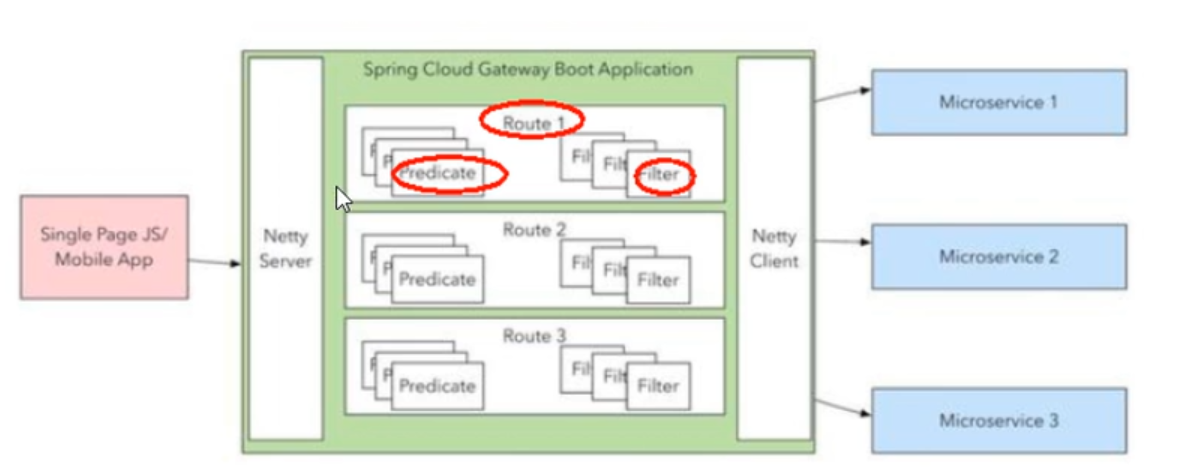 Spring Cloud Gateway Boot Application
Single Page JS/
Mobile App
Netty
Server
Route 1
F
P
Predicate
Fil
Filt
Filter
Route 2
F
P
Predicate
Fil
Filt
Filter
Route 3
F
P
Predicate
Fil
Filt
Filter
Netty
Client
Microservice 1
Microservice 2
Microservice 3